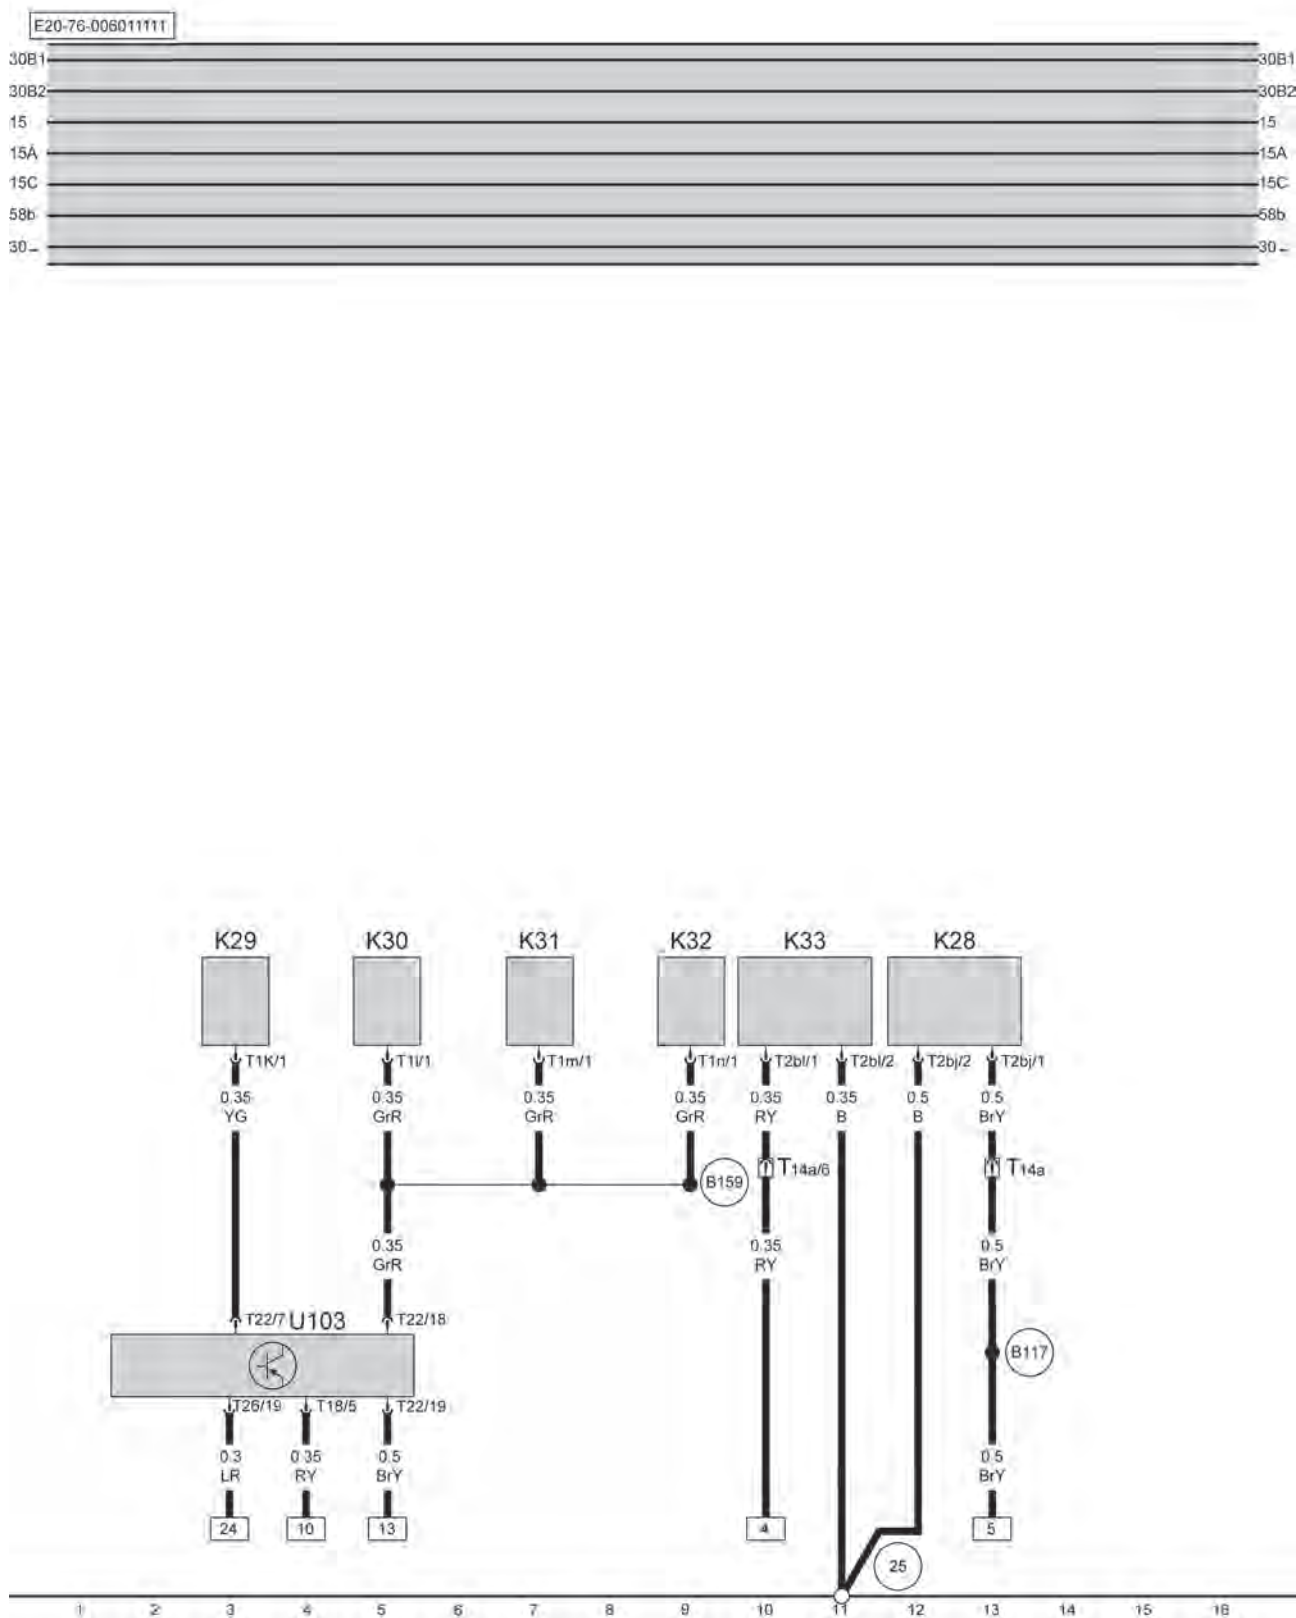 E20-76-006011111
30B1 30B1
30B2 30B2
15 15
15A 15A
15C 15C
58b 58b
30 30
K29 K30 K31 K32 K33 K28
T1K/1 T1l/1 T1m/1 T1n/1 T2bl/1 T2bl/2 T2bj/2 T2bj/1
0.35 0.35 0.35 0.35 0.35 0.35 0.5 0.5
YG GrR GrR GrR RY B B BrY
T14a/6 T14a
B159
0.35 0.35 0.5
GrR RY BrY
T22/7 U103 T22/18
B117
T26/19 T18/5 T22/19
0.3 0.35 0.5 0.5
LR RY BrY BrY
24 10 13 4 5
25
1 2 3 4 5 6 7 8 9 10 11 12 13 14 15 16